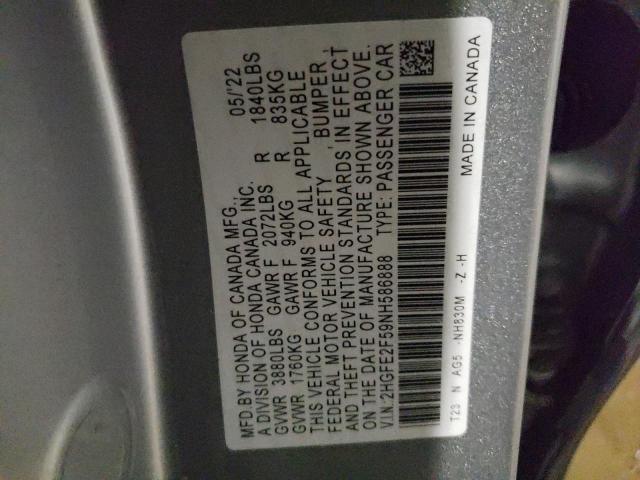 MFD.BY HONDA OF CANADA MFG.,
A DIVISION OF HONDA CANADA INC. 05/'22
GVWR 3880LBS GAWR F 2072LBS R 1840LBS
GVWR 1760KG GAWR F 940KG R 835KG
THIS VEHICLE CONFORMS TO ALL APPLICABLE
FEDERAL MOTOR VEHICLE SAFETY , BUMPER ,
AND THEFT PREVENTION STANDARDS IN EFFECT
ON THE DATE OF MANUFACTURE SHOWN ABOVE.
V.I.N.:2HGFE2F59NH586888 TYPE: PASSENGER CAR
T23 N AG5 -NH830M -Z -H MADE IN CANADA